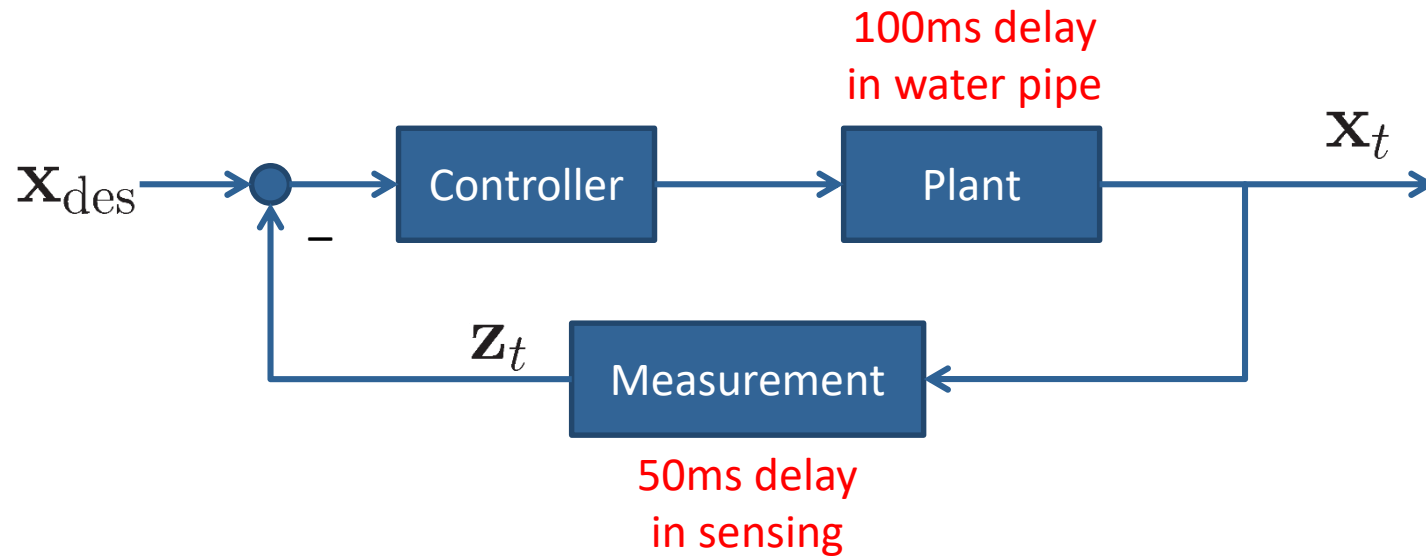 100ms delay
in water pipe
x_des
Controller
Plant
x_t
–
z_t
Measurement
50ms delay
in sensing